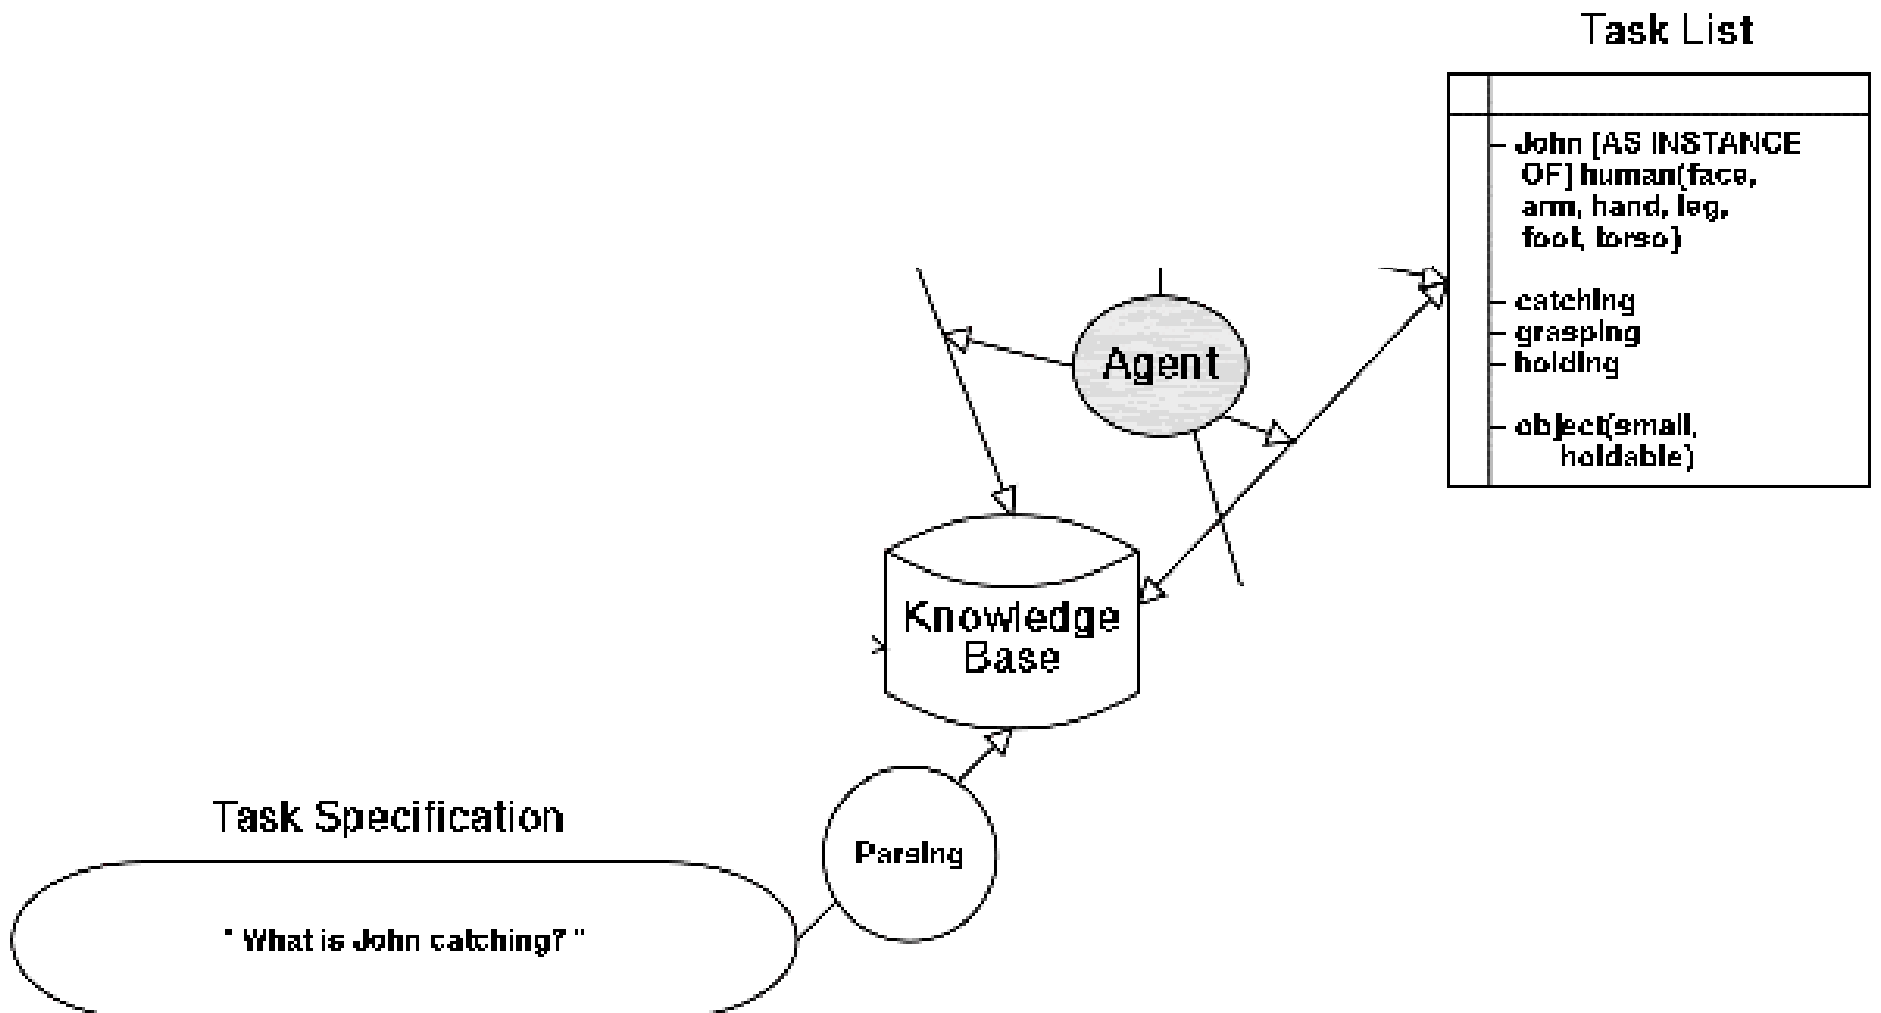 Task List
John [AS INSTANCE
OF] human(face,
arm, hand, leg,
foot, torso)
catching
grasping
holding
object(small,
holdable)
Agent
Knowledge
Base
Task Specification
Parsing
" What is John catching? "